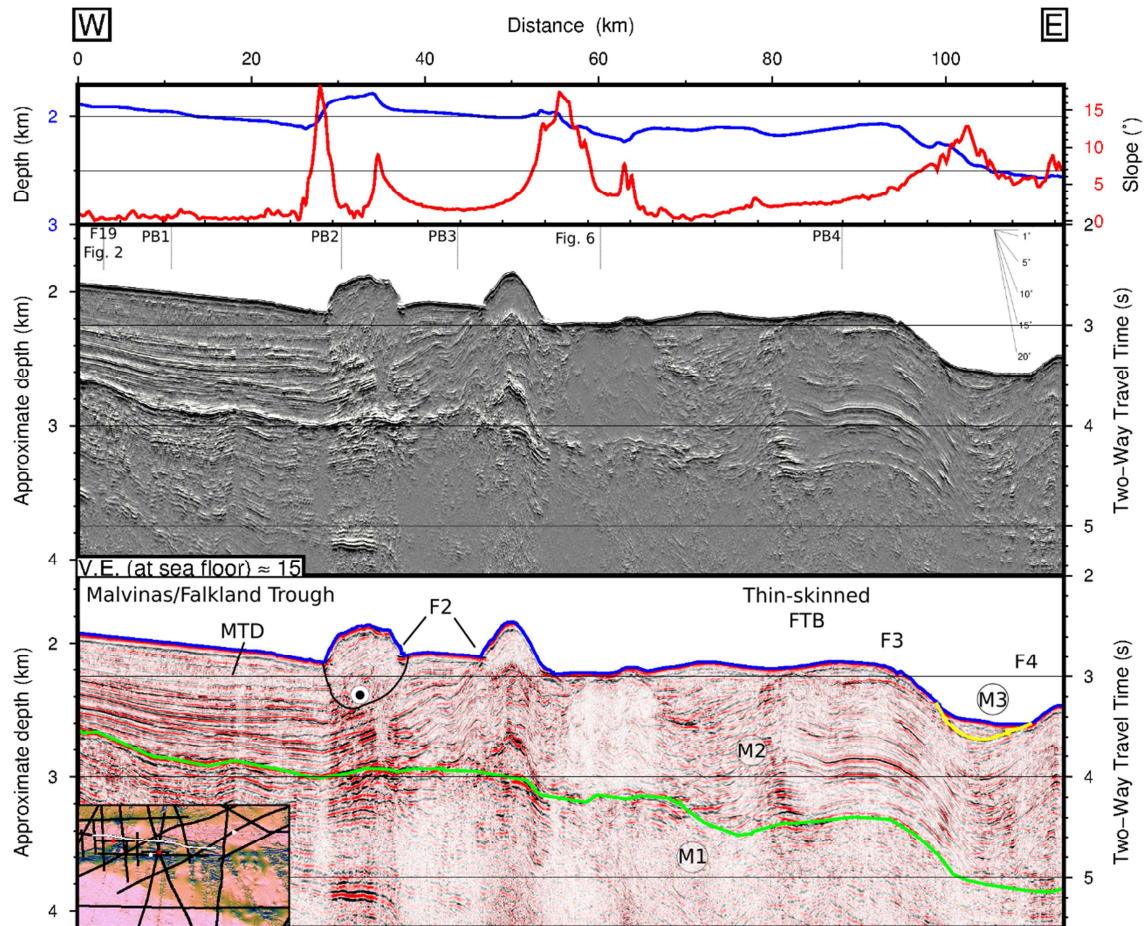 W
Distance (km)
E
0 20 40 60 80 100
Depth (km)
2
3
15
10
5
0
Slope (°)
F19
Fig. 2
PB1
PB2
PB3
Fig. 6
PB4
1°
5°
10°
15°
20°
Approximate depth (km)
2
3
4
2
3
4
5
Two-Way Travel Time (s)
V.E. (at sea floor) ≈ 15
Malvinas/Falkland Trough
MTD
F2
Thin-skinned
FTB
F3
F4
M3
M2
M1
Approximate depth (km)
2
3
4
2
3
4
5
Two-Way Travel Time (s)